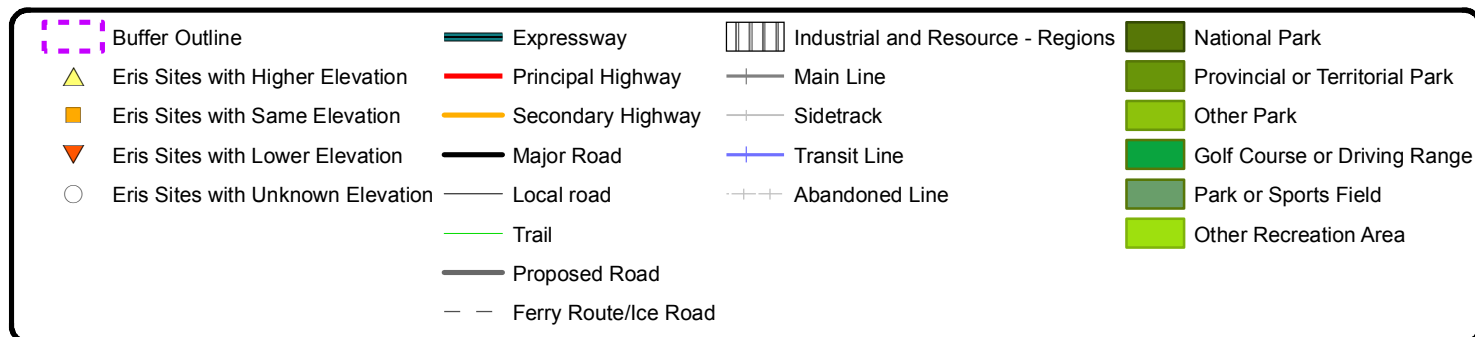 Buffer Outline
Eris Sites with Higher Elevation
Eris Sites with Same Elevation
Eris Sites with Lower Elevation
Eris Sites with Unknown Elevation
Expressway
Principal Highway
Secondary Highway
Major Road
Local road
Trail
Proposed Road
Ferry Route/Ice Road
Industrial and Resource - Regions
Main Line
Sidetrack
Transit Line
Abandoned Line
National Park
Provincial or Territorial Park
Other Park
Golf Course or Driving Range
Park or Sports Field
Other Recreation Area